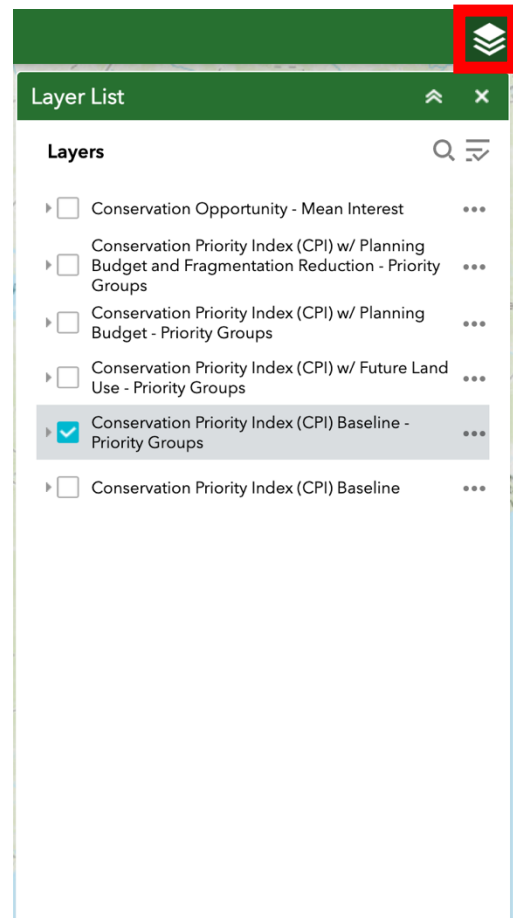 Layer List
Layers
Conservation Opportunity - Mean Interest
Conservation Priority Index (CPI) w/ Planning
Budget and Fragmentation Reduction - Priority
Groups
Conservation Priority Index (CPI) w/ Planning
Budget - Priority Groups
Conservation Priority Index (CPI) w/ Future Land
Use - Priority Groups
Conservation Priority Index (CPI) Baseline -
Priority Groups
Conservation Priority Index (CPI) Baseline